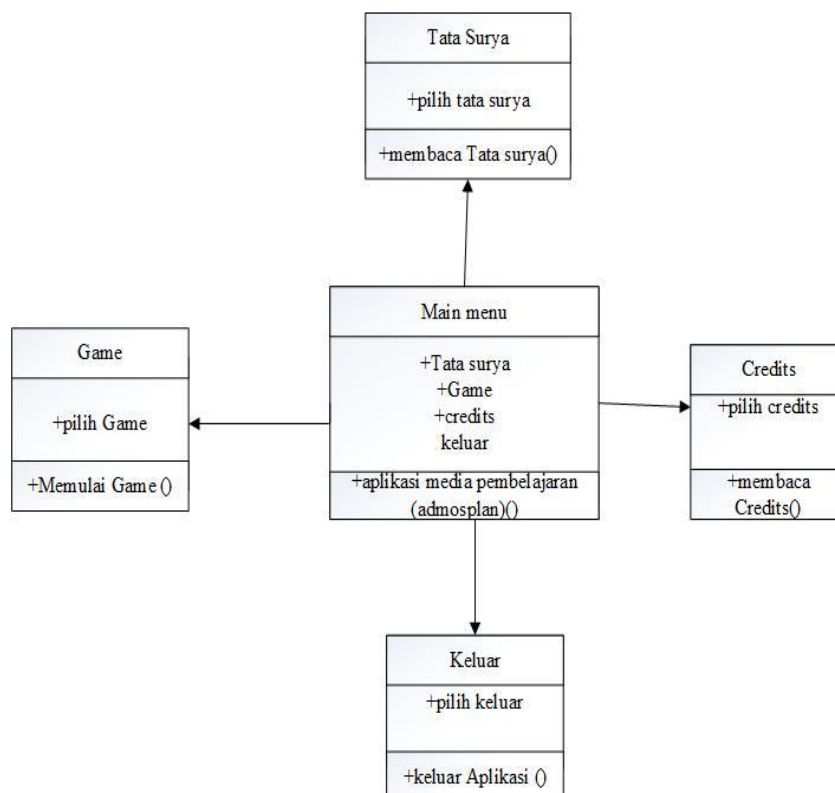 Tata Surya
+pilih tata surya
+membaca Tata surya()
Main menu
+Tata surya
+Game
+credits
keluar
+aplikasi media pembelajaran
(admosplan)()
Game
+pilih Game
+Memulai Game ()
Credits
+pilih credits
+membaca
Credits()
Keluar
+pilih keluar
+keluar Aplikasi ()